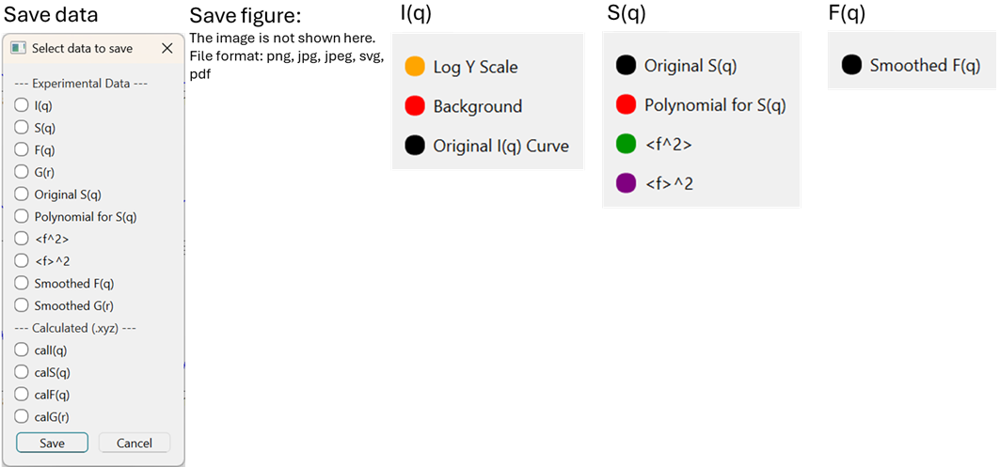 Save data
Select data to save
--- Experimental Data ---
I(q)
S(q)
F(q)
G(r)
Original S(q)
Polynomial for S(q)
<f^2>
<f>^2
Smoothed F(q)
Smoothed G(r)
--- Calculated (.xyz) ---
calI(q)
calS(q)
calF(q)
calG(r)
Save
Cancel
Save figure:
The image is not shown here.
File format: png, jpg, jpeg, svg,
pdf
I(q)
Log Y Scale
Background
Original I(q) Curve
S(q)
Original S(q)
Polynomial for S(q)
<f^2>
<f>^2
F(q)
Smoothed F(q)